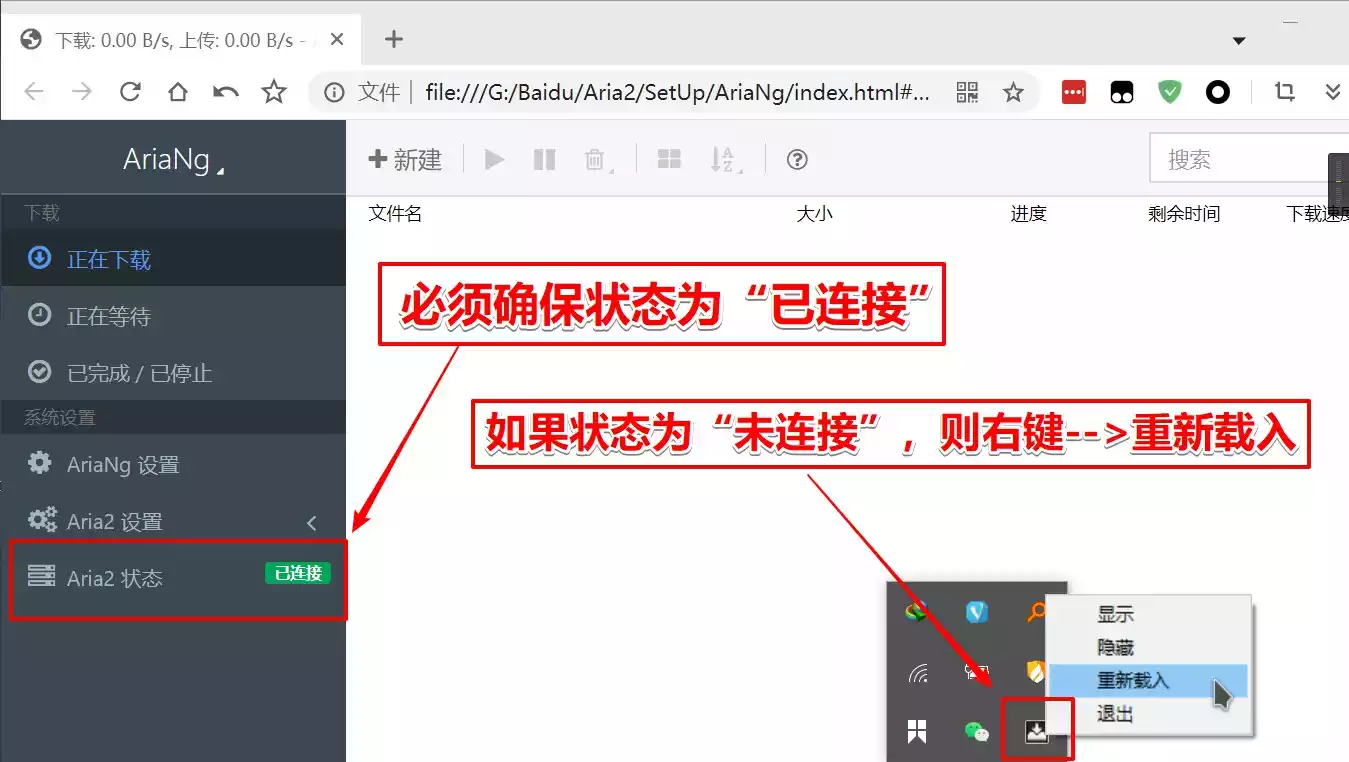 下载: 0.00 B/s, 上传: 0.00 B/s -
文件 file:///G:/Baidu/Aria2/SetUp/AriaNg/index.html#...
AriaNg
新建
搜索
下载
文件名 大小 进度 剩余时间 下载速度
正在下载
正在等待
已完成 / 已停止
系统设置
AriaNg 设置
Aria2 设置
Aria2 状态 已连接
必须确保状态为“已连接”
如果状态为“未连接”，则右键-->重新载入
显示
隐藏
重新载入
退出